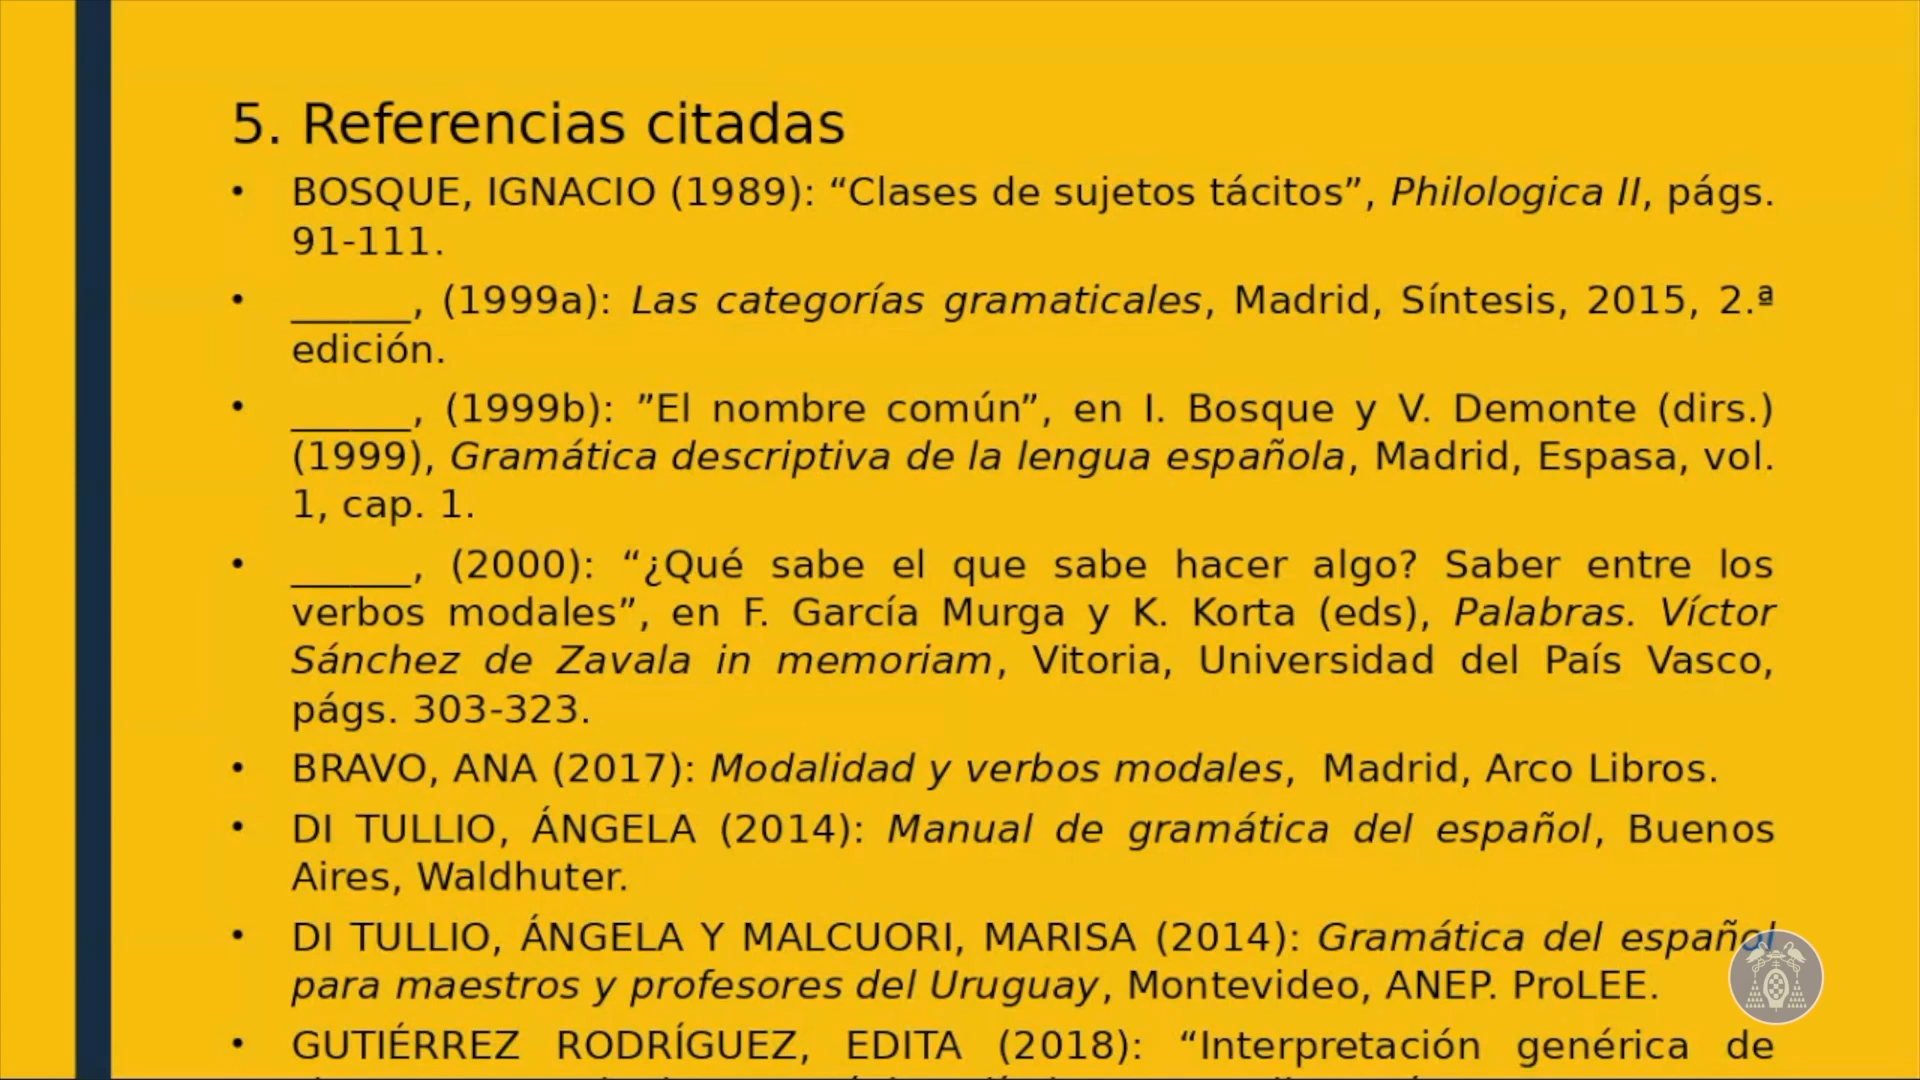 5. Referencias citadas
• BOSQUE, IGNACIO (1989): “Clases de sujetos tácitos”, Philologica II, págs.
91-111.
• ______, (1999a): Las categorías gramaticales, Madrid, Síntesis, 2015, 2.ª
edición.
• ______, (1999b): ”El nombre común”, en I. Bosque y V. Demonte (dirs.)
(1999), Gramática descriptiva de la lengua española, Madrid, Espasa, vol.
1, cap. 1.
• ______, (2000): “¿Qué sabe el que sabe hacer algo? Saber entre los
verbos modales”, en F. García Murga y K. Korta (eds), Palabras. Víctor
Sánchez de Zavala in memoriam, Vitoria, Universidad del País Vasco,
págs. 303-323.
• BRAVO, ANA (2017): Modalidad y verbos modales, Madrid, Arco Libros.
• DI TULLIO, ÁNGELA (2014): Manual de gramática del español, Buenos
Aires, Waldhuter.
• DI TULLIO, ÁNGELA Y MALCUORI, MARISA (2014): Gramática del español
para maestros y profesores del Uruguay, Montevideo, ANEP. ProLEE.
• GUTIÉRREZ RODRÍGUEZ, EDITA (2018): “Interpretación genérica de